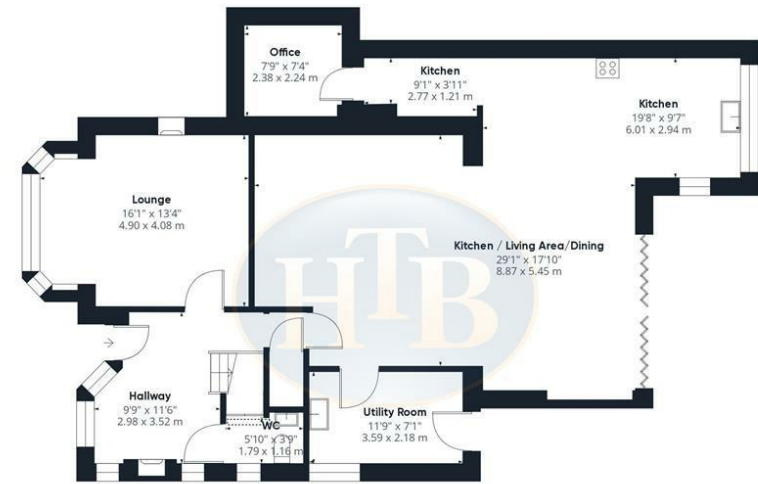 Office
7'9" x 7'4"
2.38 x 2.24 m
Kitchen
9'1" x 3'11"
2.77 x 1.21 m
Kitchen
19'8" x 9'7"
6.01 x 2.94 m
Lounge
16'1" x 13'4"
4.90 x 4.08 m
Kitchen / Living Area/Dining
29'1" x 17'10"
8.87 x 5.45 m
HTB
Hallway
9'9" x 11'6"
2.98 x 3.52 m
WC
5'10" x 3'9"
1.79 x 1.16 m
Utility Room
11'9" x 7'1"
3.59 x 2.18 m